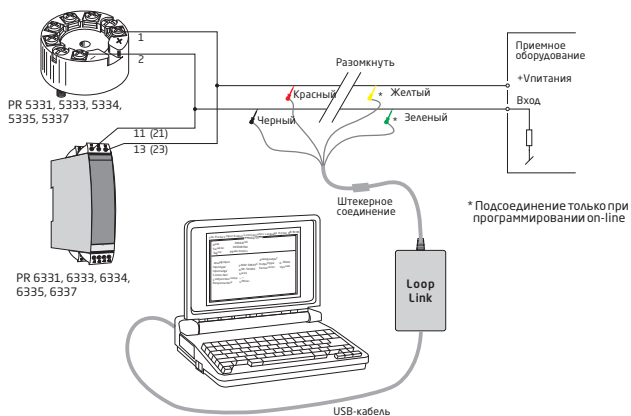 1
2
PR 5331, 5333, 5334,
5335, 5337
11 (21)
13 (23)
PR 6331, 6333, 6334,
6335, 6337
Разомкнуть
Красный
* Желтый
Черный
* Зеленый
Приемное
оборудование
+Vпитания
Вход
Штекерное
соединение
* Подсоединение только при
программировании on-line
Loop
Link
USB-кабель